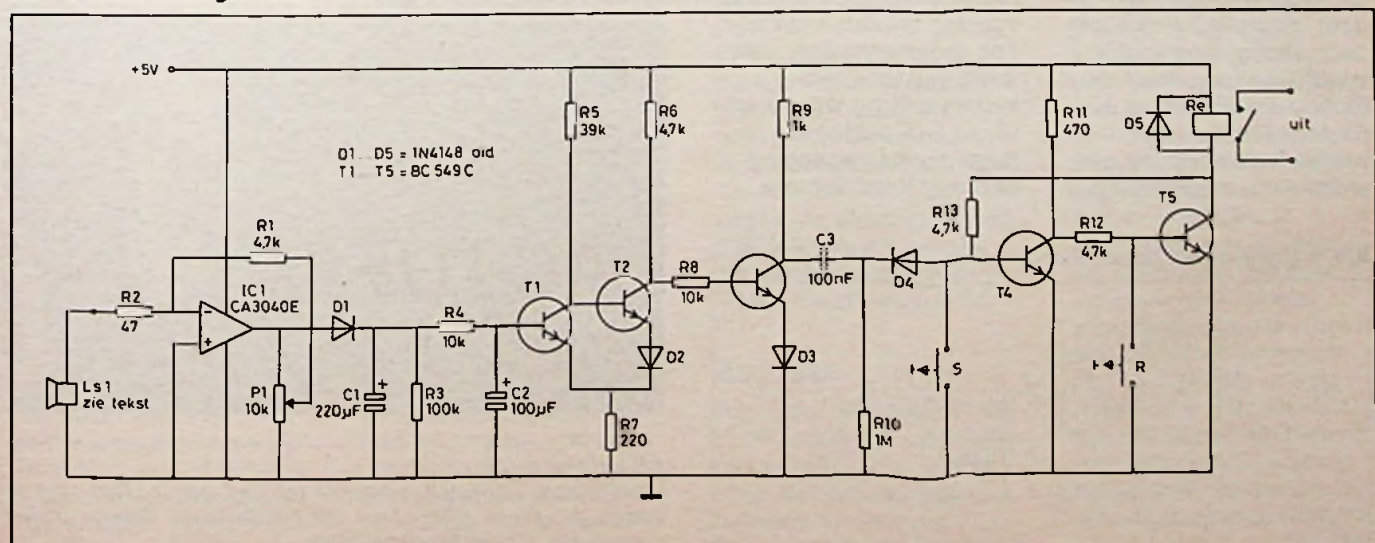 +5V
D1...D5 = 1N4148 oid
T1...T5 = BC 549C
R1
4,7k
R2
47
IC1
CA3040E
Ls1
zie tekst
P1
10k
D1
C1
220µF
R3
100k
R4
10k
C2
100µF
T1
R5
39k
T2
D2
R6
4,7k
R7
220
R8
10k
R9
1k
D3
C3
100nF
R10
1M
D4
S
R13
4,7k
T4
R11
470
R12
4,7k
R
T5
D5
Re
uit